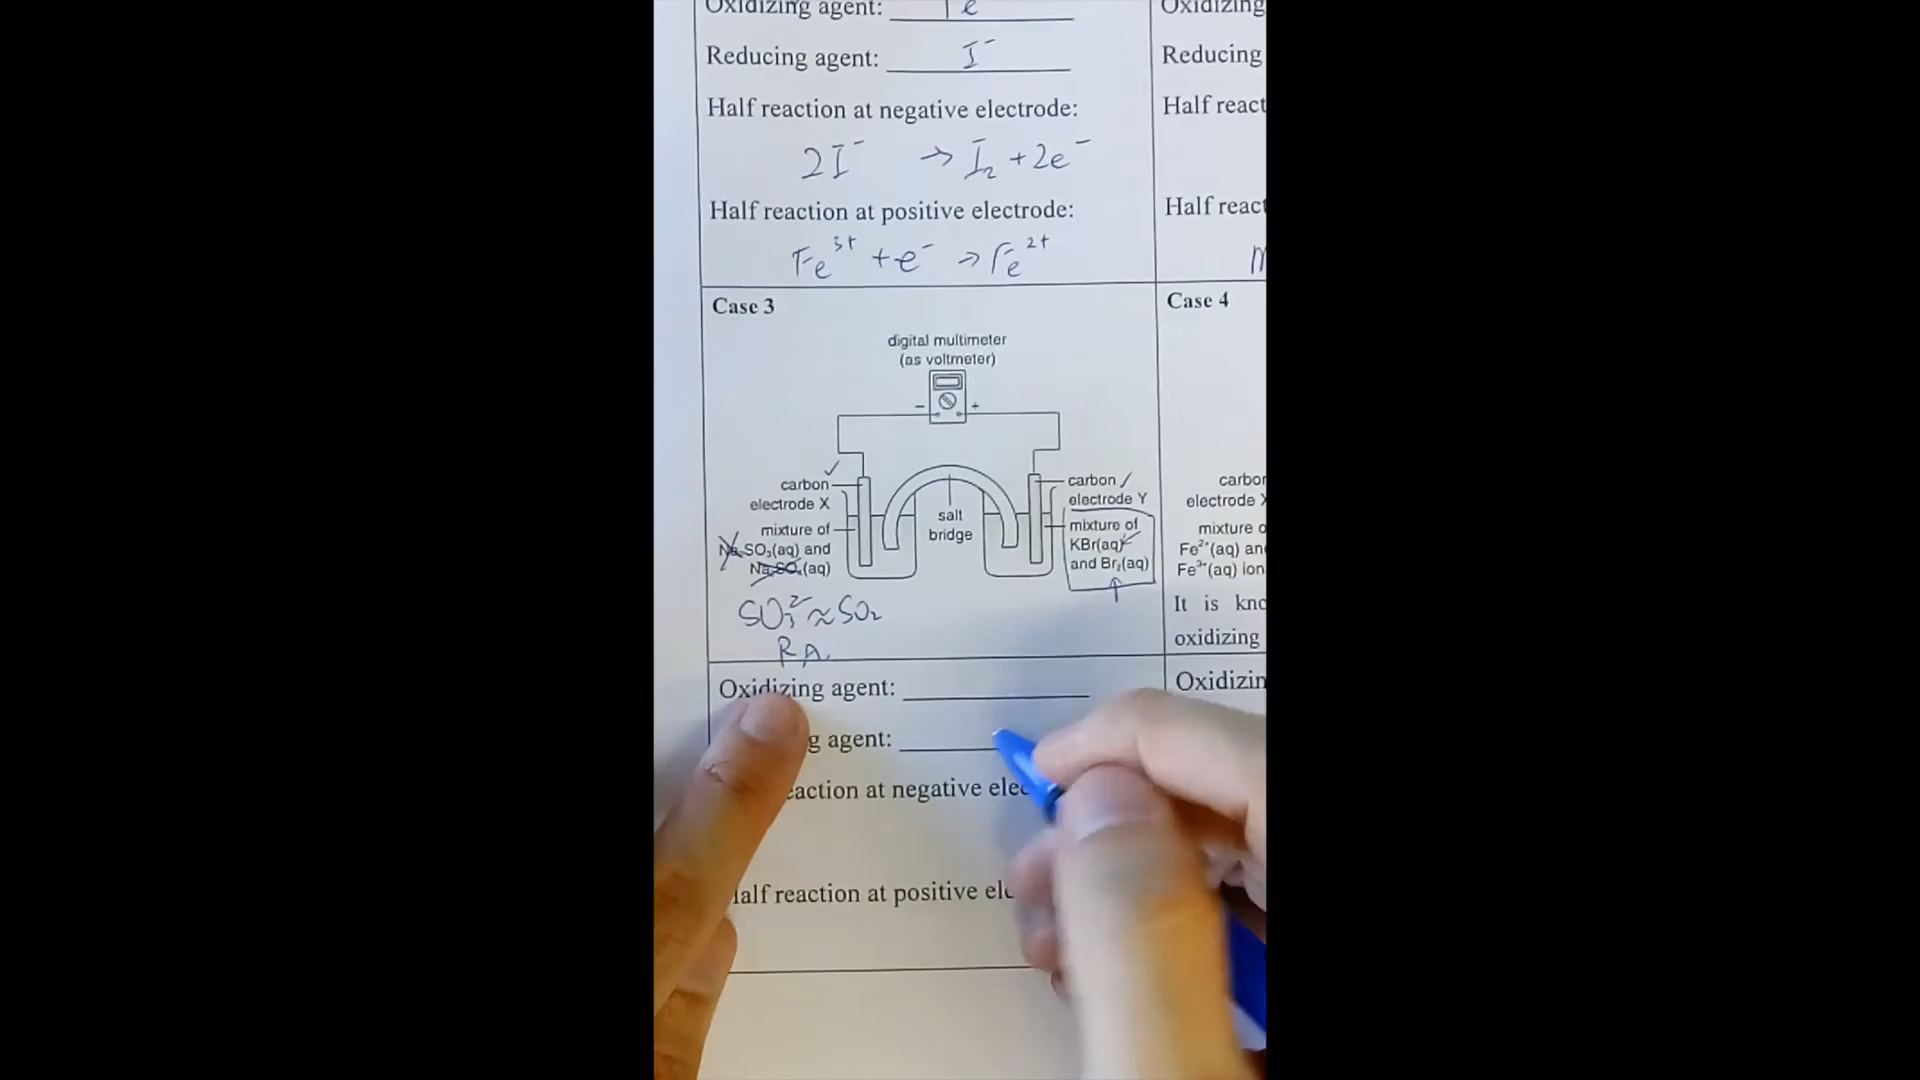 Oxidizing agent: Fe
Oxidizing
Reducing agent: I⁻
Reducing
Half reaction at negative electrode:
Half react
2I⁻ → I₂ + 2e⁻
Half reaction at positive electrode:
Half react
Fe³⁺ + e⁻ → Fe²⁺
Case 3
Case 4
digital multimeter
(as voltmeter)
− +
carbon
electrode X
mixture of
Na₂SO₃(aq) and
Na₂SO₄(aq)
salt
bridge
carbon
electrode Y
mixture of
KBr(aq)
and Br₂(aq)
carbon
electrode X
mixture o
Fe²⁺(aq) an
Fe³⁺(aq) ion
SO₃²⁻ ≈ SO₂
RA.
It is kno
oxidizing
Oxidizing agent:
Oxidizin
g agent:
eaction at negative elec
Half reaction at positive ele